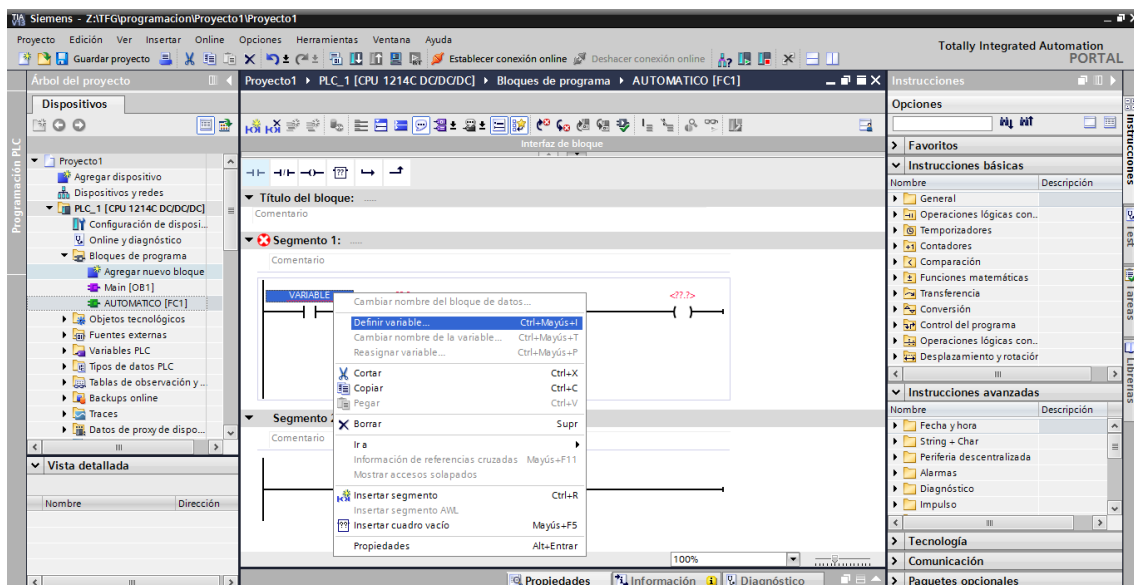 Siemens - Z:\TFG\programacion\Proyecto1\Proyecto1
Proyecto Edición Ver Insertar Online Opciones Herramientas Ventana Ayuda
Totally Integrated Automation
PORTAL
Guardar proyecto Establecer conexión online Deshacer conexión online
Programación PLC
Árbol del proyecto
Dispositivos
Proyecto1
Agregar dispositivo
Dispositivos y redes
PLC_1 [CPU 1214C DC/DC/DC]
Configuración de disposi...
Online y diagnóstico
Bloques de programa
Agregar nuevo bloque
Main [OB1]
AUTOMATICO [FC1]
Objetos tecnológicos
Fuentes externas
Variables PLC
Tipos de datos PLC
Tablas de observación y ...
Backups online
Traces
Datos de proxy de dispo...
Vista detallada
Nombre Dirección
Proyecto1 PLC_1 [CPU 1214C DC/DC/DC] Bloques de programa AUTOMATICO [FC1]
Interfaz de bloque
Título del bloque: .....
Comentario
Segmento 1: .....
Comentario
VARIABLE
<??.?>
Segmento
Comentario
Cambiar nombre del bloque de datos...
Definir variable... Ctrl+Mayús+I
Cambiar nombre de la variable... Ctrl+Mayús+T
Reasignar variable... Ctrl+Mayús+P
Cortar Ctrl+X
Copiar Ctrl+C
Pegar Ctrl+V
Borrar Supr
Ir a
Información de referencias cruzadas Mayús+F11
Mostrar accesos solapados
Insertar segmento Ctrl+R
Insertar segmento AWL
Insertar cuadro vacío Mayús+F5
Propiedades Alt+Entrar
100%
Propiedades Información Diagnóstico
Instrucciones
Opciones
Favoritos
Instrucciones básicas
Nombre Descripción
General
Operaciones lógicas con..
Temporizadores
Contadores
Comparación
Funciones matemáticas
Transferencia
Conversión
Control del programa
Operaciones lógicas con..
Desplazamiento y rotación
Instrucciones avanzadas
Nombre Descripción
Fecha y hora
String + Char
Periferia descentralizada
Alarmas
Diagnóstico
Impulso
Tecnología
Comunicación
Paquetes opcionales
Instrucciones
Test
Tareas
Librerías